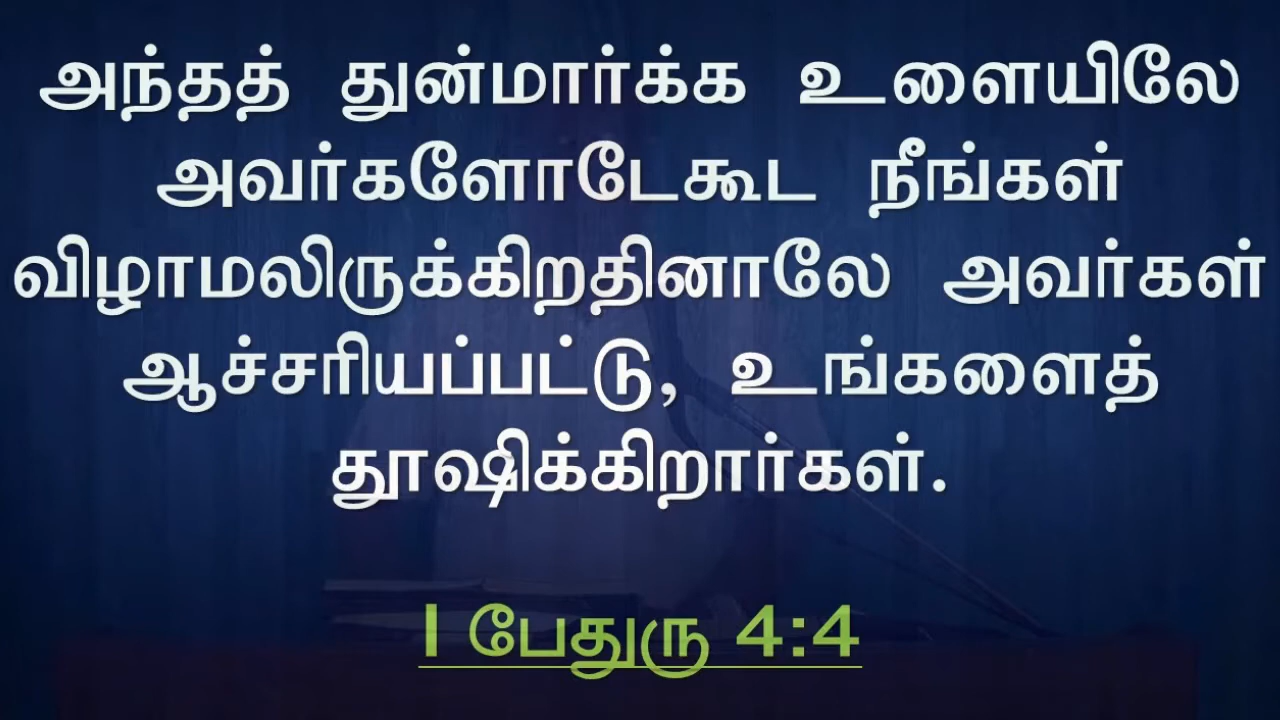 அந்தத் துன்மார்க்க உளையிலே
அவர்களோடேகூட நீங்கள்
விழாமலிருக்கிறதினாலே அவர்கள்
ஆச்சரியப்பட்டு, உங்களைத்
தூஷிக்கிறார்கள்.
I பேதுரு 4:4